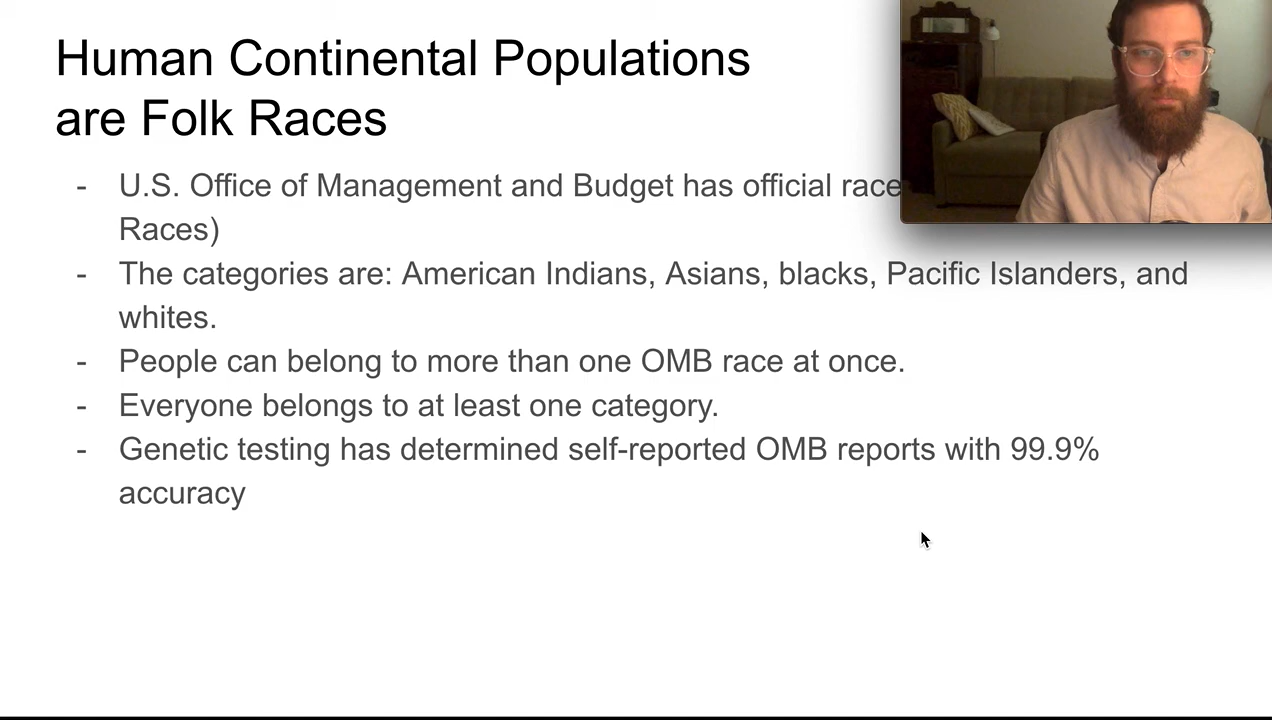 Human Continental Populations
are Folk Races
- U.S. Office of Management and Budget has official race
Races)
- The categories are: American Indians, Asians, blacks, Pacific Islanders, and
whites.
- People can belong to more than one OMB race at once.
- Everyone belongs to at least one category.
- Genetic testing has determined self-reported OMB reports with 99.9%
accuracy